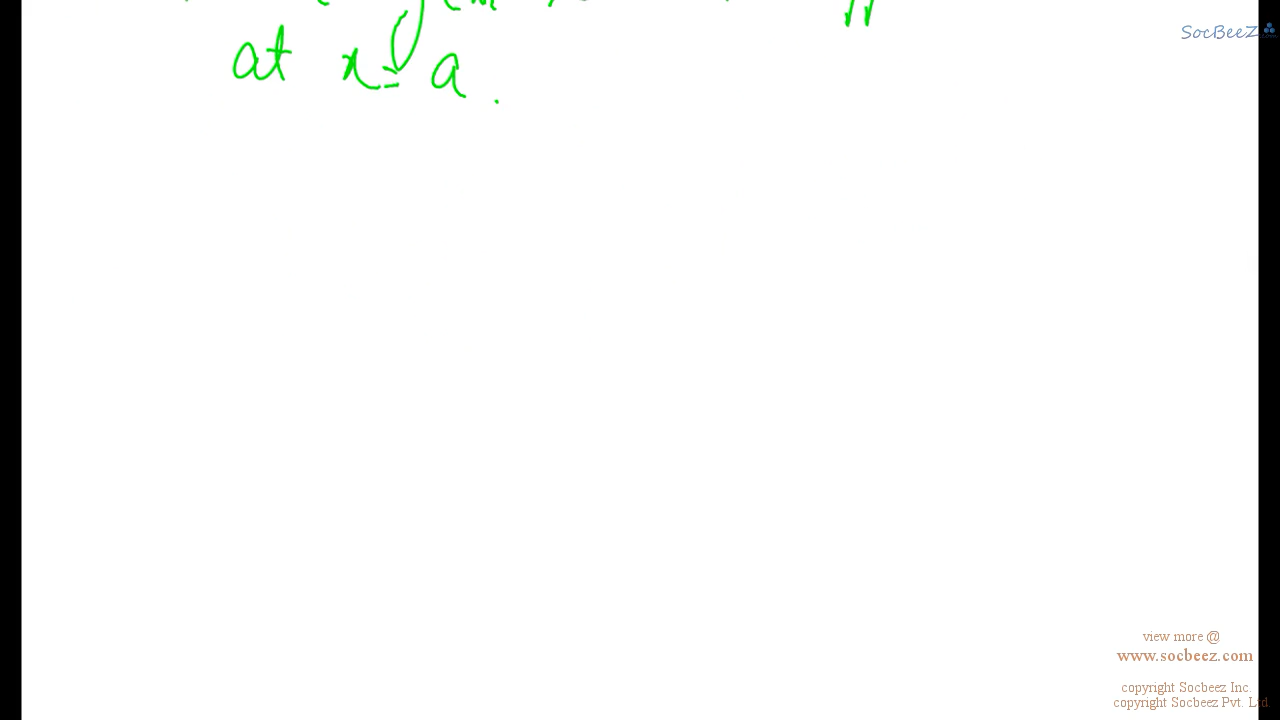 SocBeeZ
at x = a .
view more @
www.socbeez.com
copyright Socbeez Inc.
copyright Socbeez Pvt. Ltd.